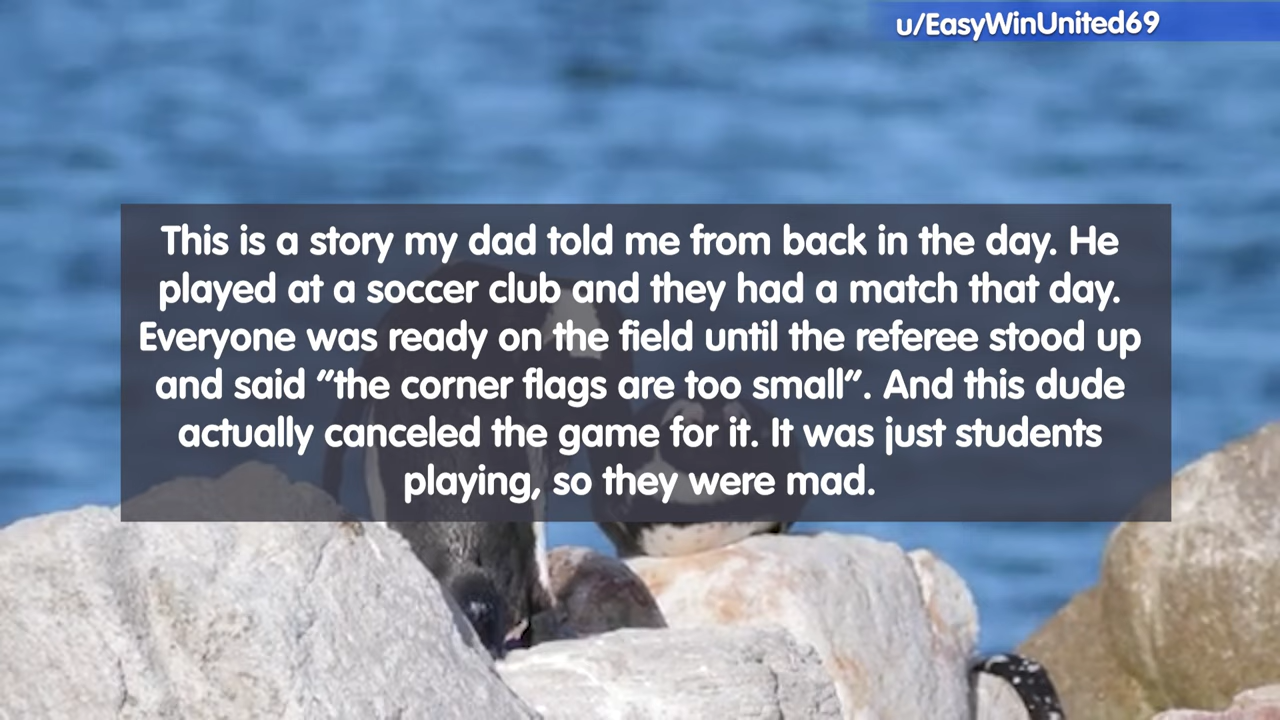 u/EasyWinUnited69
This is a story my dad told me from back in the day. He
played at a soccer club and they had a match that day.
Everyone was ready on the field until the referee stood up
and said "the corner flags are too small". And this dude
actually canceled the game for it. It was just students
playing, so they were mad.